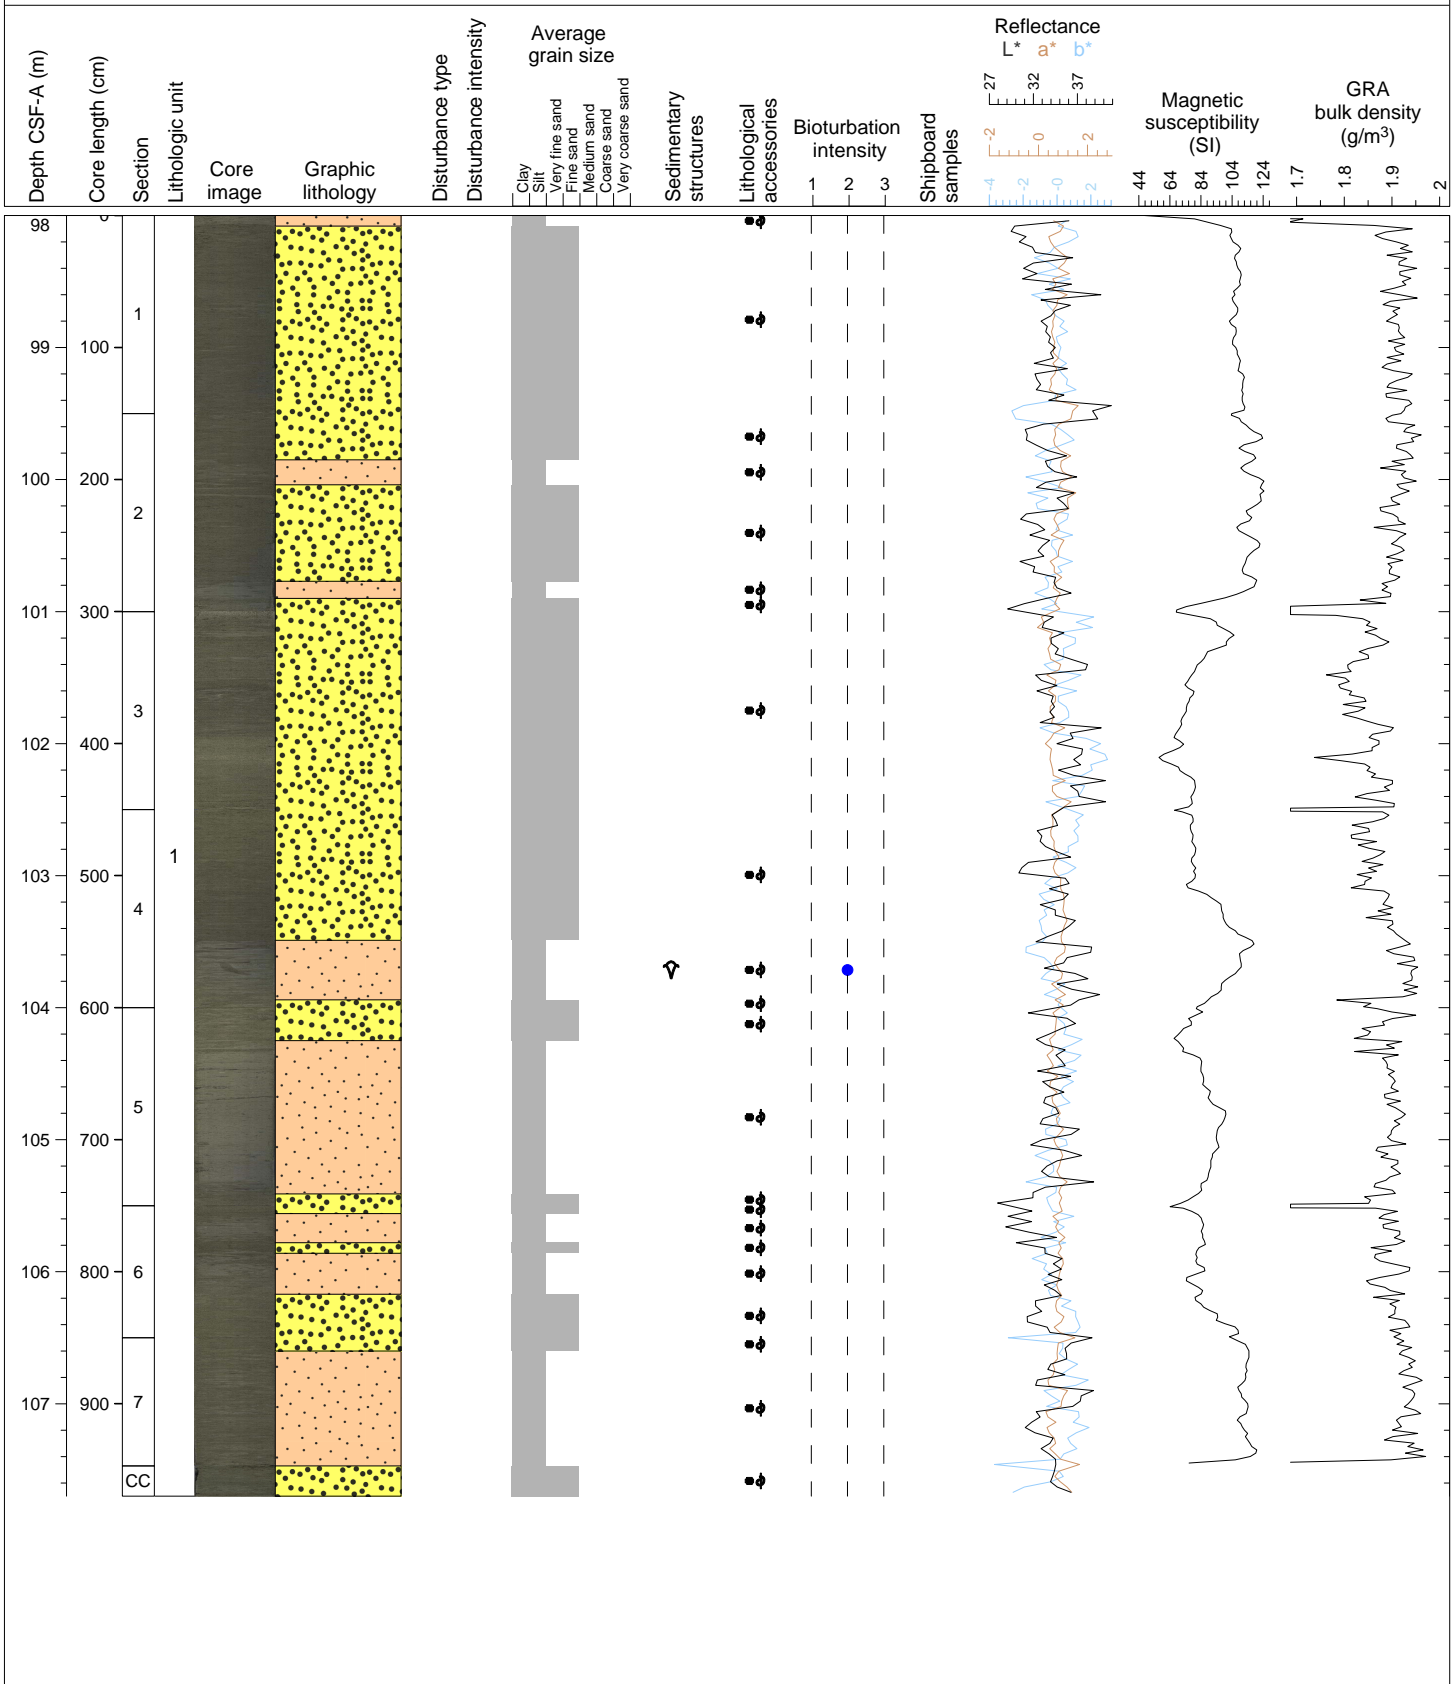 Depth CSF-A (m)
Core length (cm)
Section
Lithologic unit
Core
image
Graphic
lithology
Disturbance type
Disturbance intensity
Average
grain size
Clay
Silt
Very fine sand
Fine sand
Medium sand
Coarse sand
Very coarse sand
Sedimentary
structures
Lithological
accessories
Bioturbation
intensity
1 2 3
Shipboard
samples
Reflectance
L* a* b*
27 32 37
-2 0 2
-4 -2 -0 2
Magnetic
susceptibility
(SI)
44 64 84 104 124
GRA
bulk density
(g/m3)
1.7 1.8 1.9 2
98 0
1
99 100
100 200
2
101 300
3
102 400
1
103 500
4
104 600
5
105 700
106 800 6
107 900 7
CC